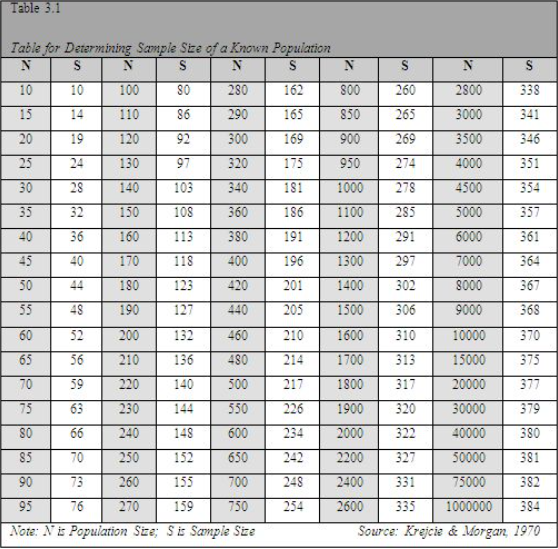 Table 3.1
Table for Determining Sample Size of a Known Population
N S N S N S N S N S
10 10 100 80 280 162 800 260 2800 338
15 14 110 86 290 165 850 265 3000 341
20 19 120 92 300 169 900 269 3500 346
25 24 130 97 320 175 950 274 4000 351
30 28 140 103 340 181 1000 278 4500 354
35 32 150 108 360 186 1100 285 5000 357
40 36 160 113 380 191 1200 291 6000 361
45 40 170 118 400 196 1300 297 7000 364
50 44 180 123 420 201 1400 302 8000 367
55 48 190 127 440 205 1500 306 9000 368
60 52 200 132 460 210 1600 310 10000 370
65 56 210 136 480 214 1700 313 15000 375
70 59 220 140 500 217 1800 317 20000 377
75 63 230 144 550 226 1900 320 30000 379
80 66 240 148 600 234 2000 322 40000 380
85 70 250 152 650 242 2200 327 50000 381
90 73 260 155 700 248 2400 331 75000 382
95 76 270 159 750 254 2600 335 1000000 384
Note: N is Population Size; S is Sample Size Source: Krejcie & Morgan, 1970